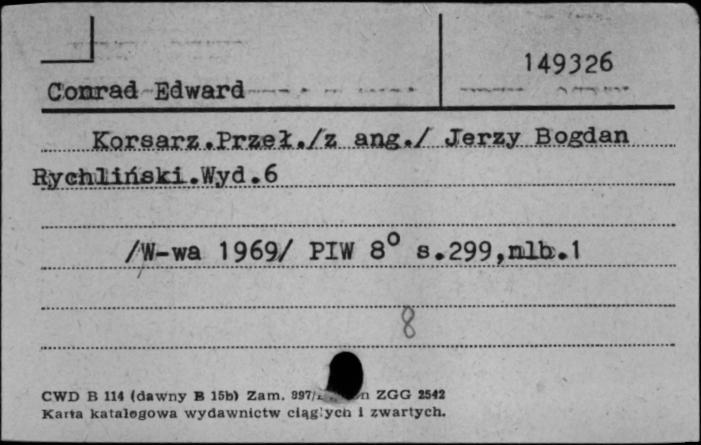 149326
Conrad Edward
Korsarz.Przeł./z ang./ Jerzy Bogdan
Rychliński.Wyd.6
/W-wa 1969/ PIW 8° s.299,nlb.1
8
CWD B 114 (dawny B 15b) Zam. 997/ ZGG 2542
Karta katalogowa wydawnictw ciągłych i zwartych.